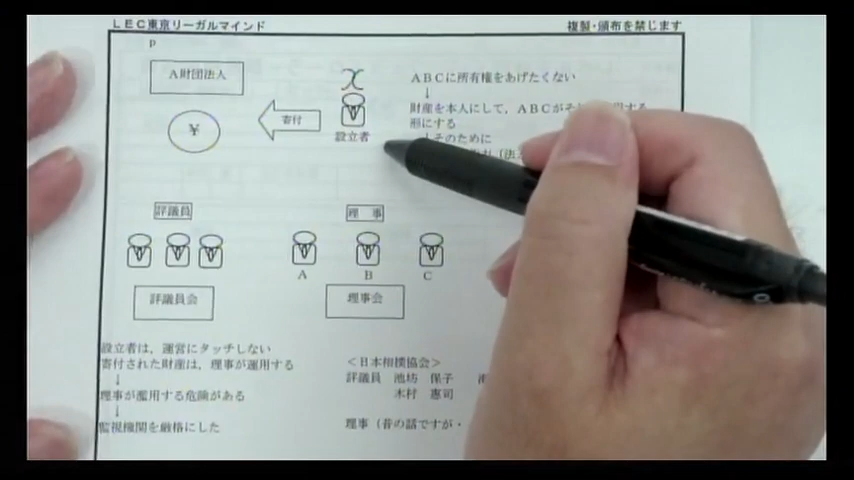 LEC東京リーガルマインド
複製・頒布を禁じます
p
A財団法人
X
ABCに所有権をあげたくない
↓
¥
寄付
財産を本人にして、ABCがそ
形にする
設立者
↓そのために
評議員
理 事
A
B
C
評議員会
理事会
設立者は、運営にタッチしない
寄付された財産は、理事が運用する
↓
理事が濫用する危険がある
↓
監視機関を厳格にした
<日本相撲協会>
評議員 池坊 保子
木村 惠司
理事(昔の話ですが・